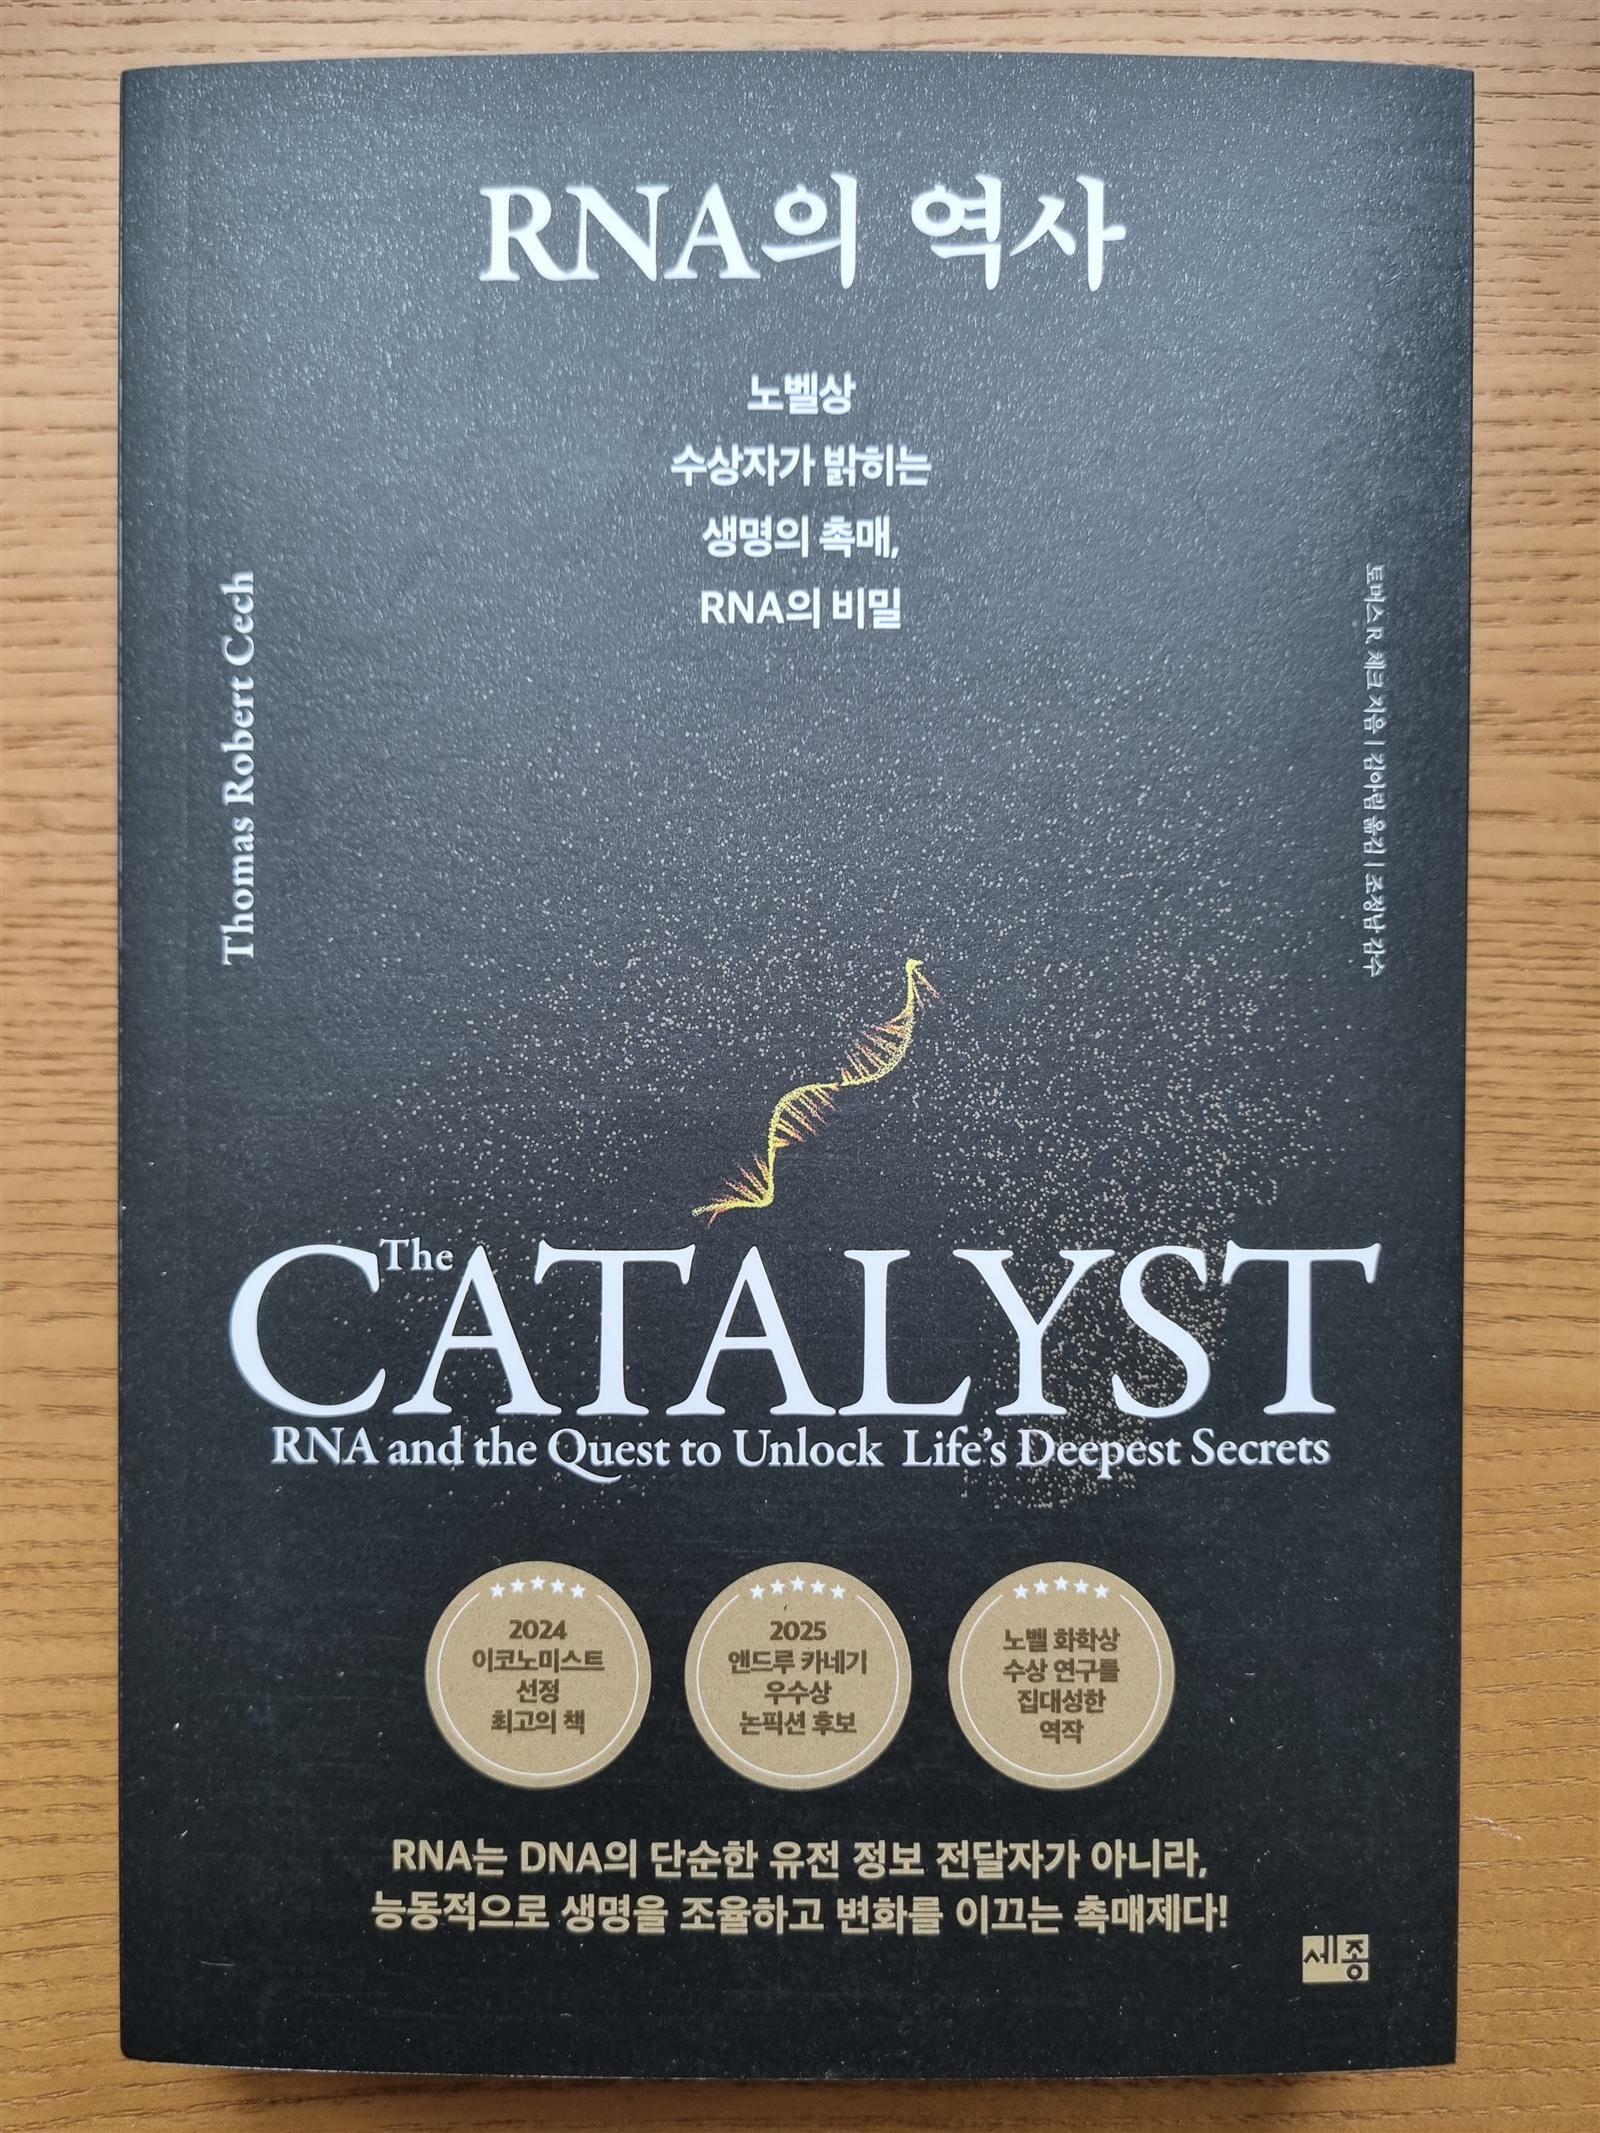 RNA의 역사
노벨상
수상자가 밝히는
생명의 촉매,
RNA의 비밀
Thomas Robert Cech
토머스 R. 체크 지음 | 김아림 옮김 | 조정남 감수
The
CATALYST
RNA and the Quest to Unlock Life's Deepest Secrets
2024
이코노미스트
선정
최고의 책
2025
앤드루 카네기
우수상
논픽션 후보
노벨 화학상
수상 연구를
집대성한
역작
RNA는 DNA의 단순한 유전 정보 전달자가 아니라,
능동적으로 생명을 조율하고 변화를 이끄는 촉매제다!
세종